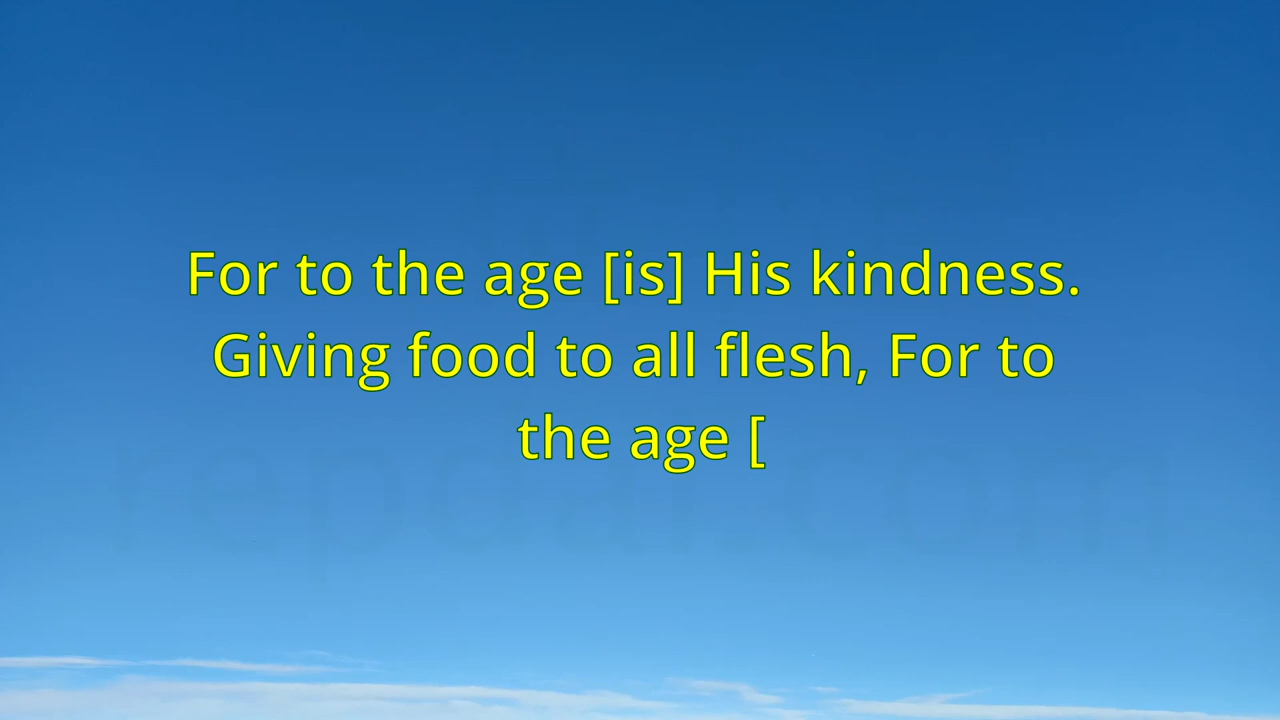 For to the age [is] His kindness.
Giving food to all flesh, For to
the age [